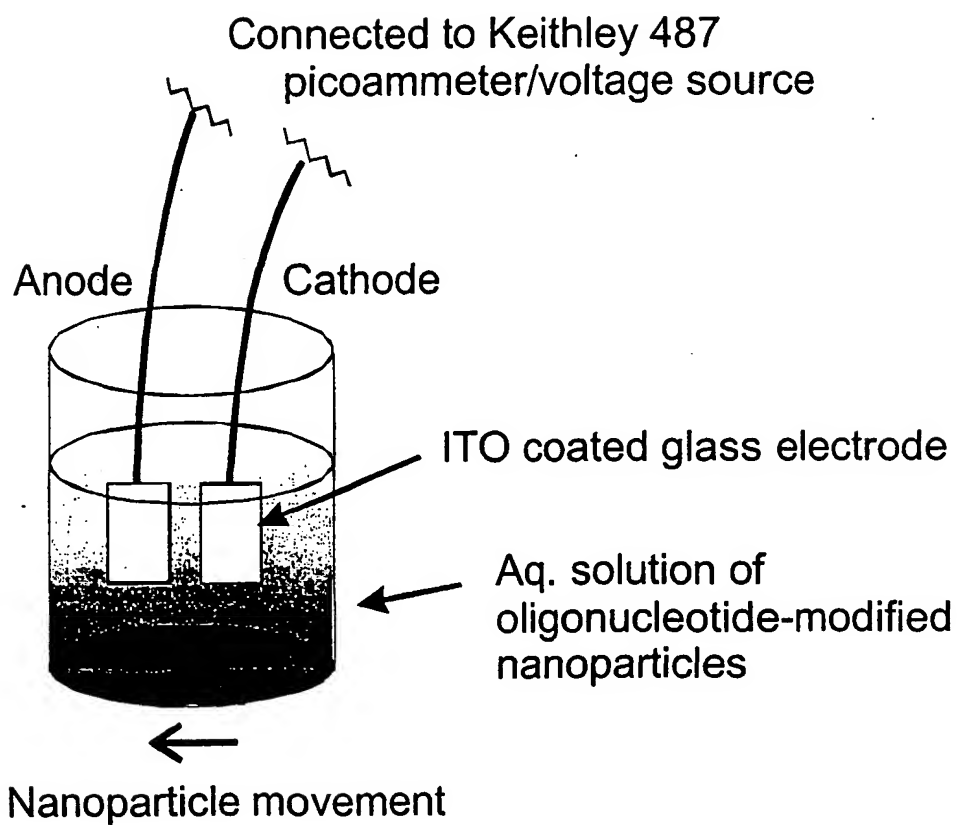 Connected to Keithley 487
picoammeter/voltage source
Anode
Cathode
ITO coated glass electrode
Aq. solution of
oligonucleotide-modified
nanoparticles
Nanoparticle movement